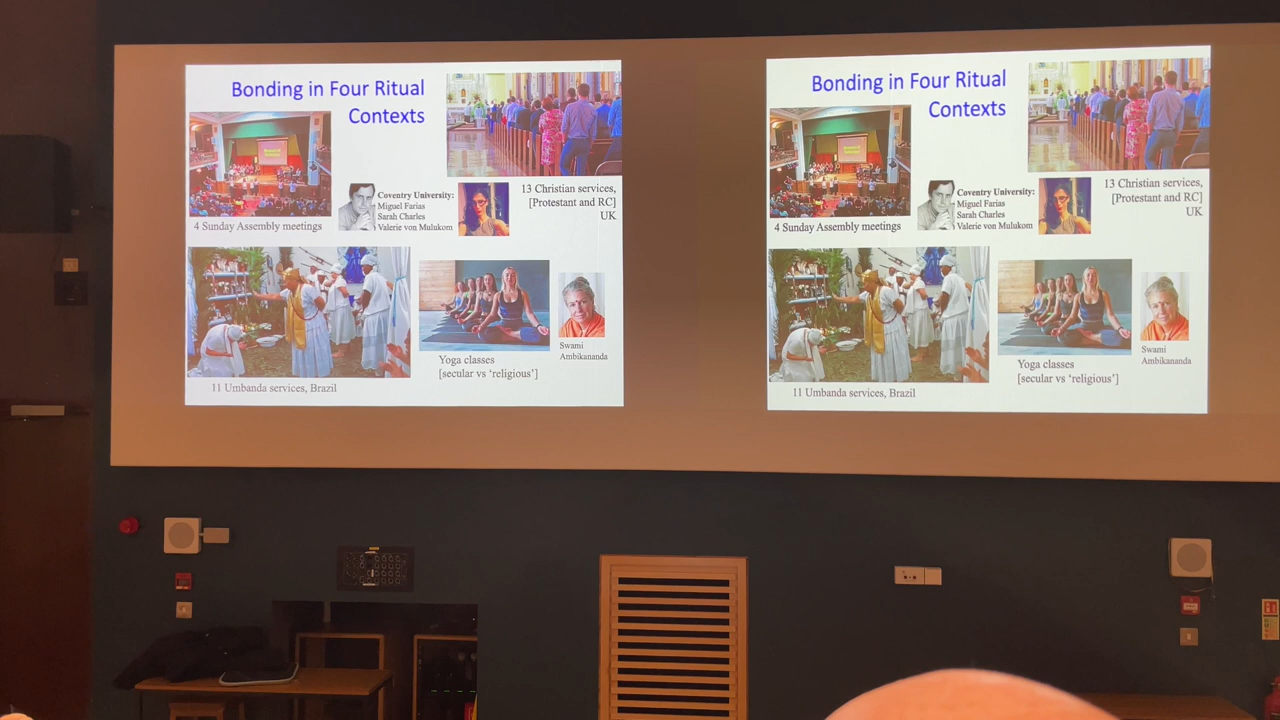 Bonding in Four Ritual
Contexts
Coventry University:
Miguel Farias
Sarah Charles
Valerie von Mulukom
13 Christian services,
[Protestant and RC]
UK
4 Sunday Assembly meetings
Yoga classes
[secular vs ‘religious’]
Swami
Ambikananda
11 Umbanda services, Brazil
Bonding in Four Ritual
Contexts
Coventry University:
Miguel Farias
Sarah Charles
Valerie von Mulukom
13 Christian services,
[Protestant and RC]
UK
4 Sunday Assembly meetings
Yoga classes
[secular vs ‘religious’]
Swami
Ambikananda
11 Umbanda services, Brazil